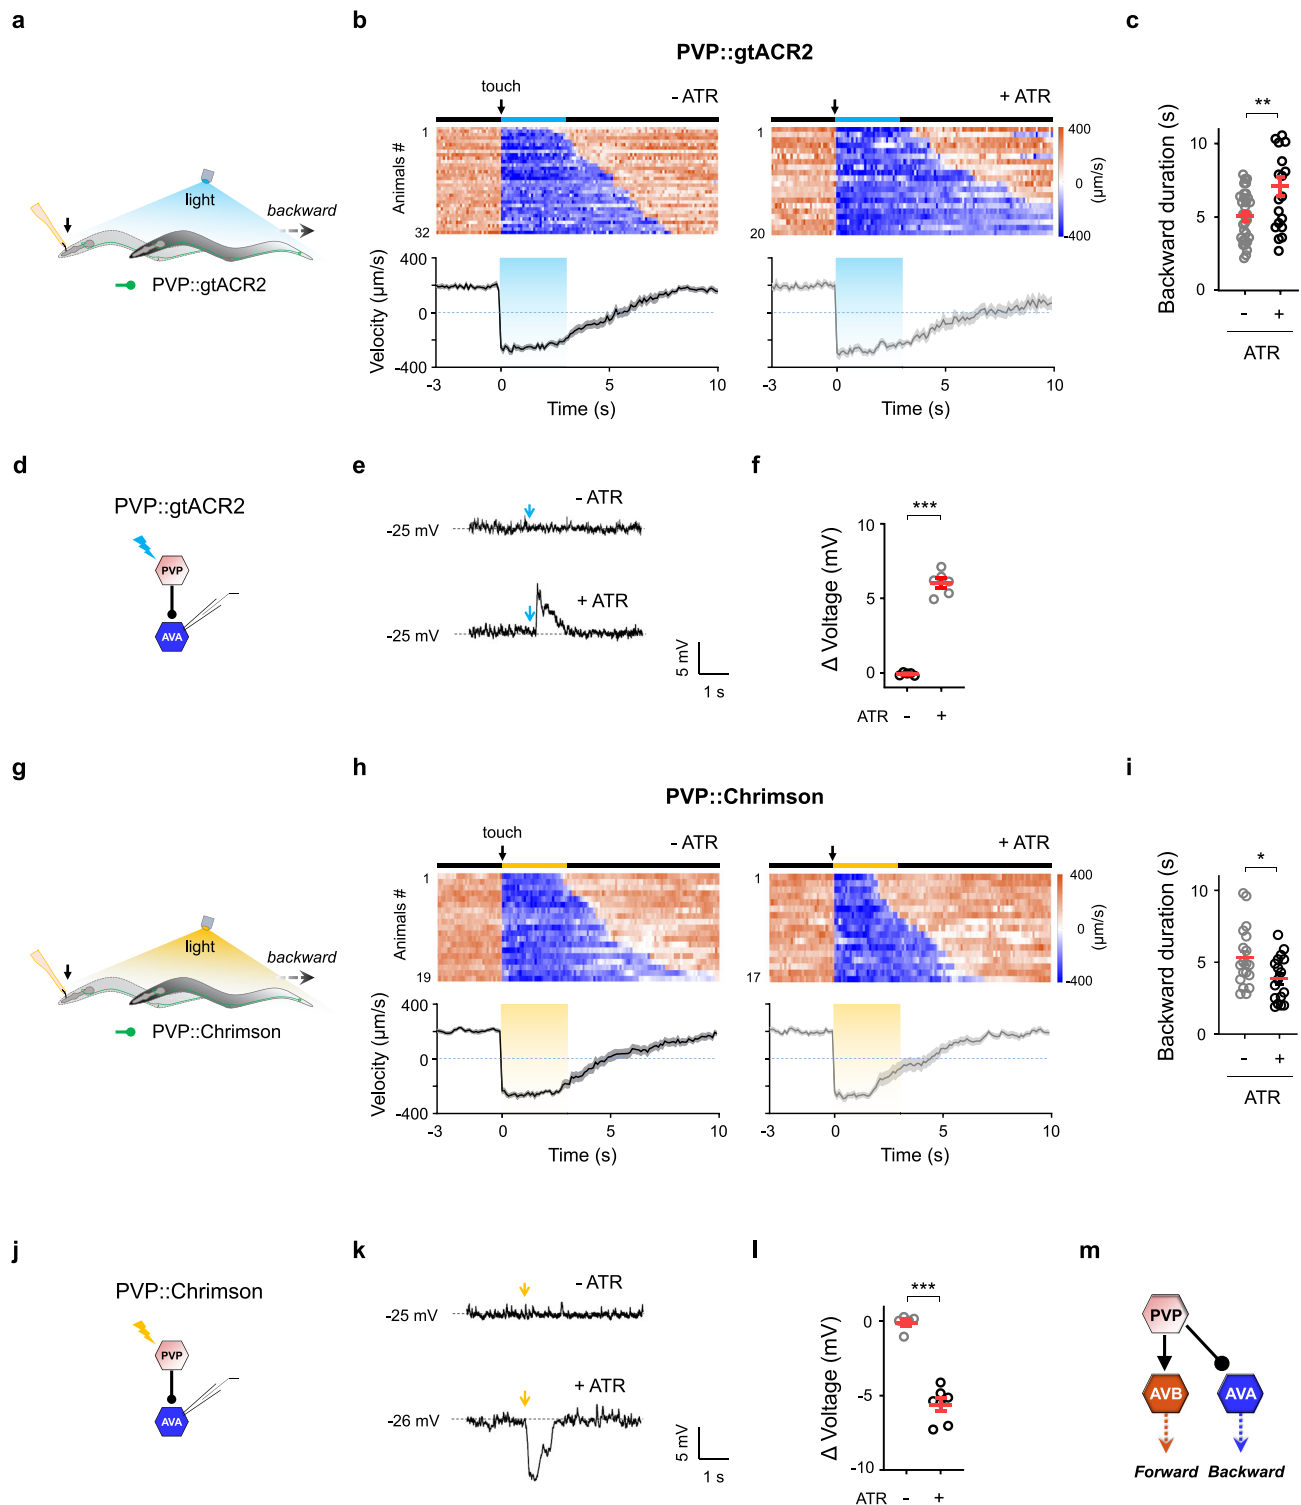 a
light
backward
PVP::gtACR2
b
PVP::gtACR2
touch
- ATR
+ ATR
Animals #
1
32
1
20
400
0
-400
(µm/s)
Velocity (µm/s)
400
0
-400
-3
0
5
10
Time (s)
-3
0
5
10
Time (s)
c
**
Backward duration (s)
10
5
0
- +
ATR
d
PVP::gtACR2
PVP
AVA
e
- ATR
-25 mV
+ ATR
-25 mV
5 mV
1 s
f
***
Δ Voltage (mV)
10
5
0
ATR - +
g
light
backward
PVP::Chrimson
h
PVP::Chrimson
touch
- ATR
+ ATR
Animals #
1
19
1
17
400
0
-400
(µm/s)
Velocity (µm/s)
400
0
-400
-3
0
5
10
Time (s)
-3
0
5
10
Time (s)
i
*
Backward duration (s)
10
5
0
- +
ATR
j
PVP::Chrimson
PVP
AVA
k
- ATR
-25 mV
+ ATR
-26 mV
5 mV
1 s
l
***
Δ Voltage (mV)
0
-5
-10
ATR - +
m
PVP
AVB
AVA
Forward Backward